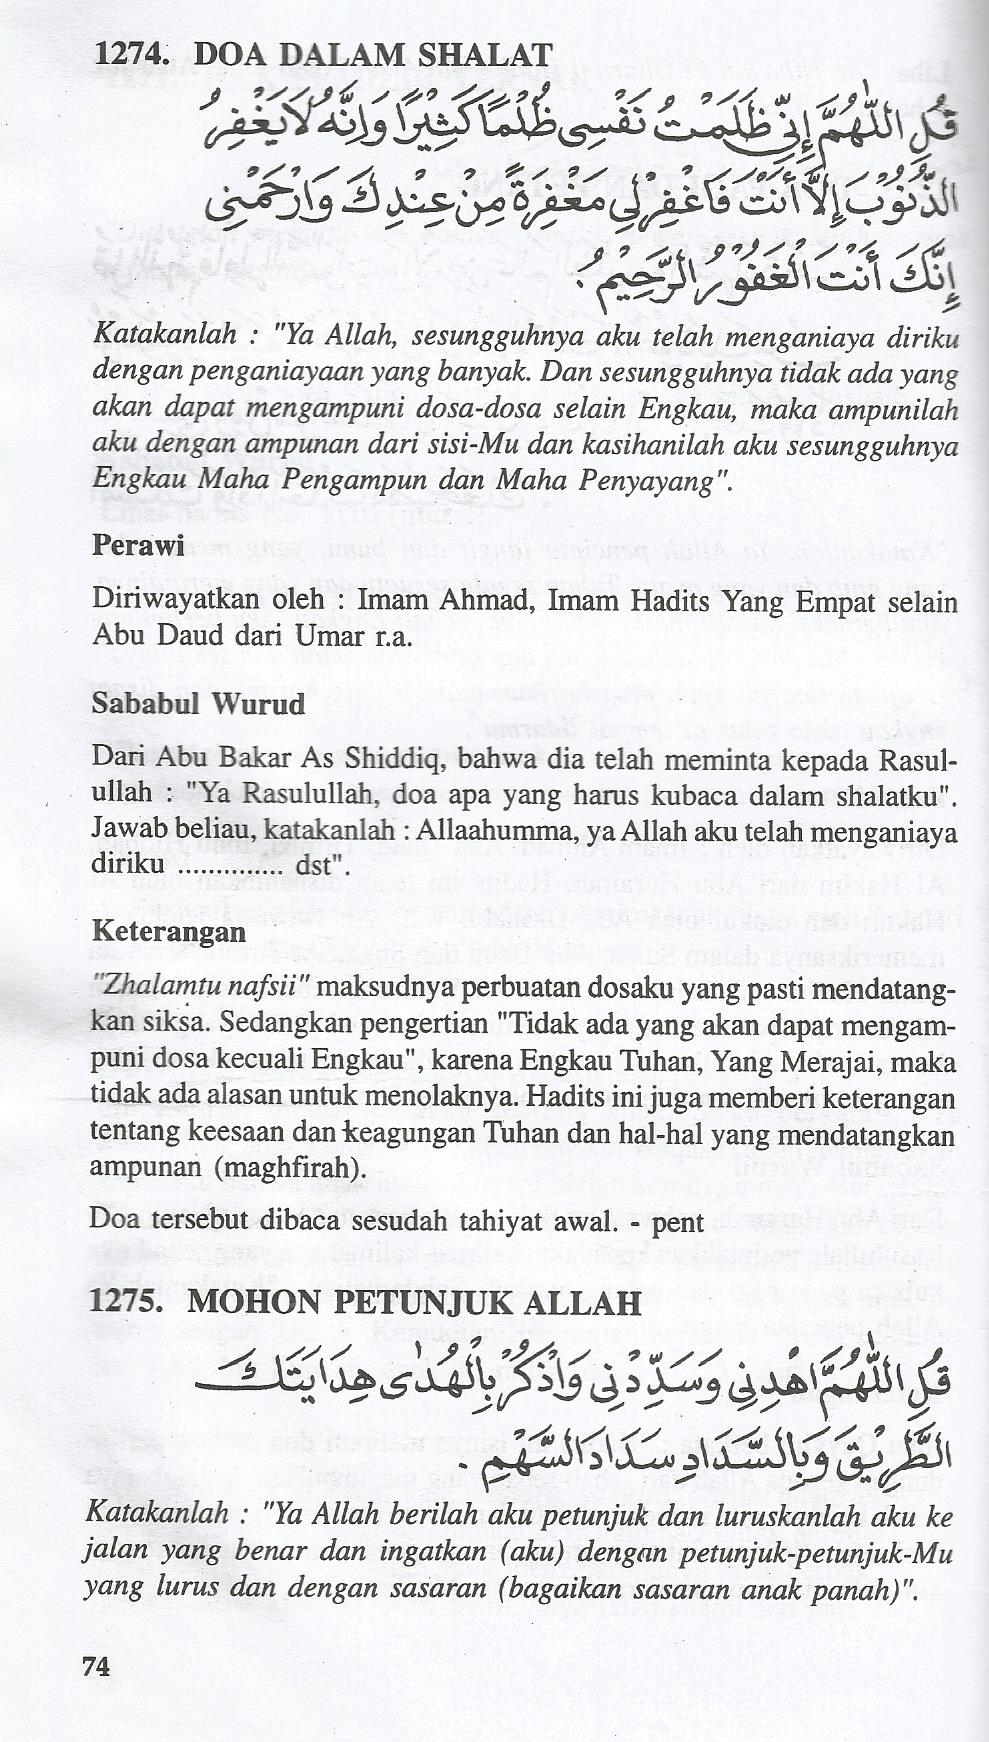 1274. DOA DALAM SHALAT
قُلِ اللّٰهُمَّ إِنِّي ظَلَمْتُ نَفْسِى ظُلْمًا كَثِيْرًا وَإِنَّهُ لَا يَغْفِرُ
الذُّنُوْبَ إِلَّا أَنْتَ فَاغْفِرْ لِي مَغْفِرَةً مِنْ عِنْدِكَ وَارْحَمْنِى
إِنَّكَ أَنْتَ الْغَفُوْرُ الرَّحِيْمُ .
Katakanlah : "Ya Allah, sesungguhnya aku telah menganiaya diriku
dengan penganiayaan yang banyak. Dan sesungguhnya tidak ada yang
akan dapat mengampuni dosa-dosa selain Engkau, maka ampunilah
aku dengan ampunan dari sisi-Mu dan kasihanilah aku sesungguhnya
Engkau Maha Pengampun dan Maha Penyayang".
Perawi
Diriwayatkan oleh : Imam Ahmad, Imam Hadits Yang Empat selain
Abu Daud dari Umar r.a.
Sababul Wurud
Dari Abu Bakar As Shiddiq, bahwa dia telah meminta kepada Rasul-
ullah : "Ya Rasulullah, doa apa yang harus kubaca dalam shalatku".
Jawab beliau, katakanlah : Allaahumma, ya Allah aku telah menganiaya
diriku .............. dst".
Keterangan
"Zhalamtu nafsii" maksudnya perbuatan dosaku yang pasti mendatang-
kan siksa. Sedangkan pengertian "Tidak ada yang akan dapat mengam-
puni dosa kecuali Engkau", karena Engkau Tuhan, Yang Merajai, maka
tidak ada alasan untuk menolaknya. Hadits ini juga memberi keterangan
tentang keesaan dan keagungan Tuhan dan hal-hal yang mendatangkan
ampunan (maghfirah).
Doa tersebut dibaca sesudah tahiyat awal. - pent
1275. MOHON PETUNJUK ALLAH
قُلِ اللّٰهُمَّ اهْدِنِى وَسَدِّدْنِى وَاذْكُرْ بِالْهُدٰى هِدَايَتَكَ
الطَّرِيْقَ وَبِالسَّدَادِ سَدَادَ السَّهْمِ .
Katakanlah : "Ya Allah berilah aku petunjuk dan luruskanlah aku ke
jalan yang benar dan ingatkan (aku) dengan petunjuk-petunjuk-Mu
yang lurus dan dengan sasaran (bagaikan sasaran anak panah)".
74